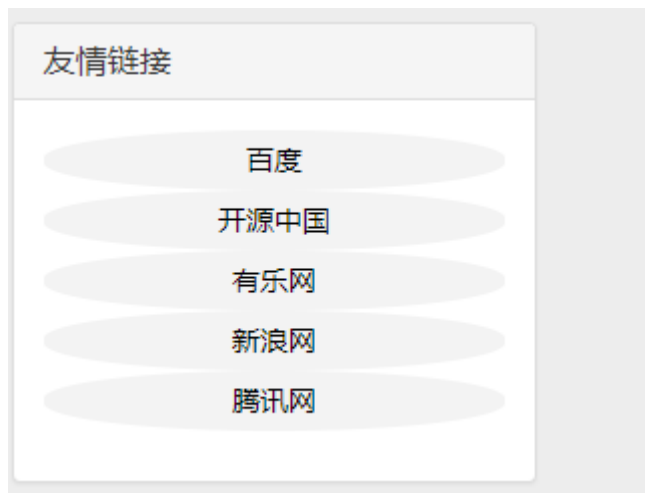 友情链接
百度
开源中国
有乐网
新浪网
腾讯网